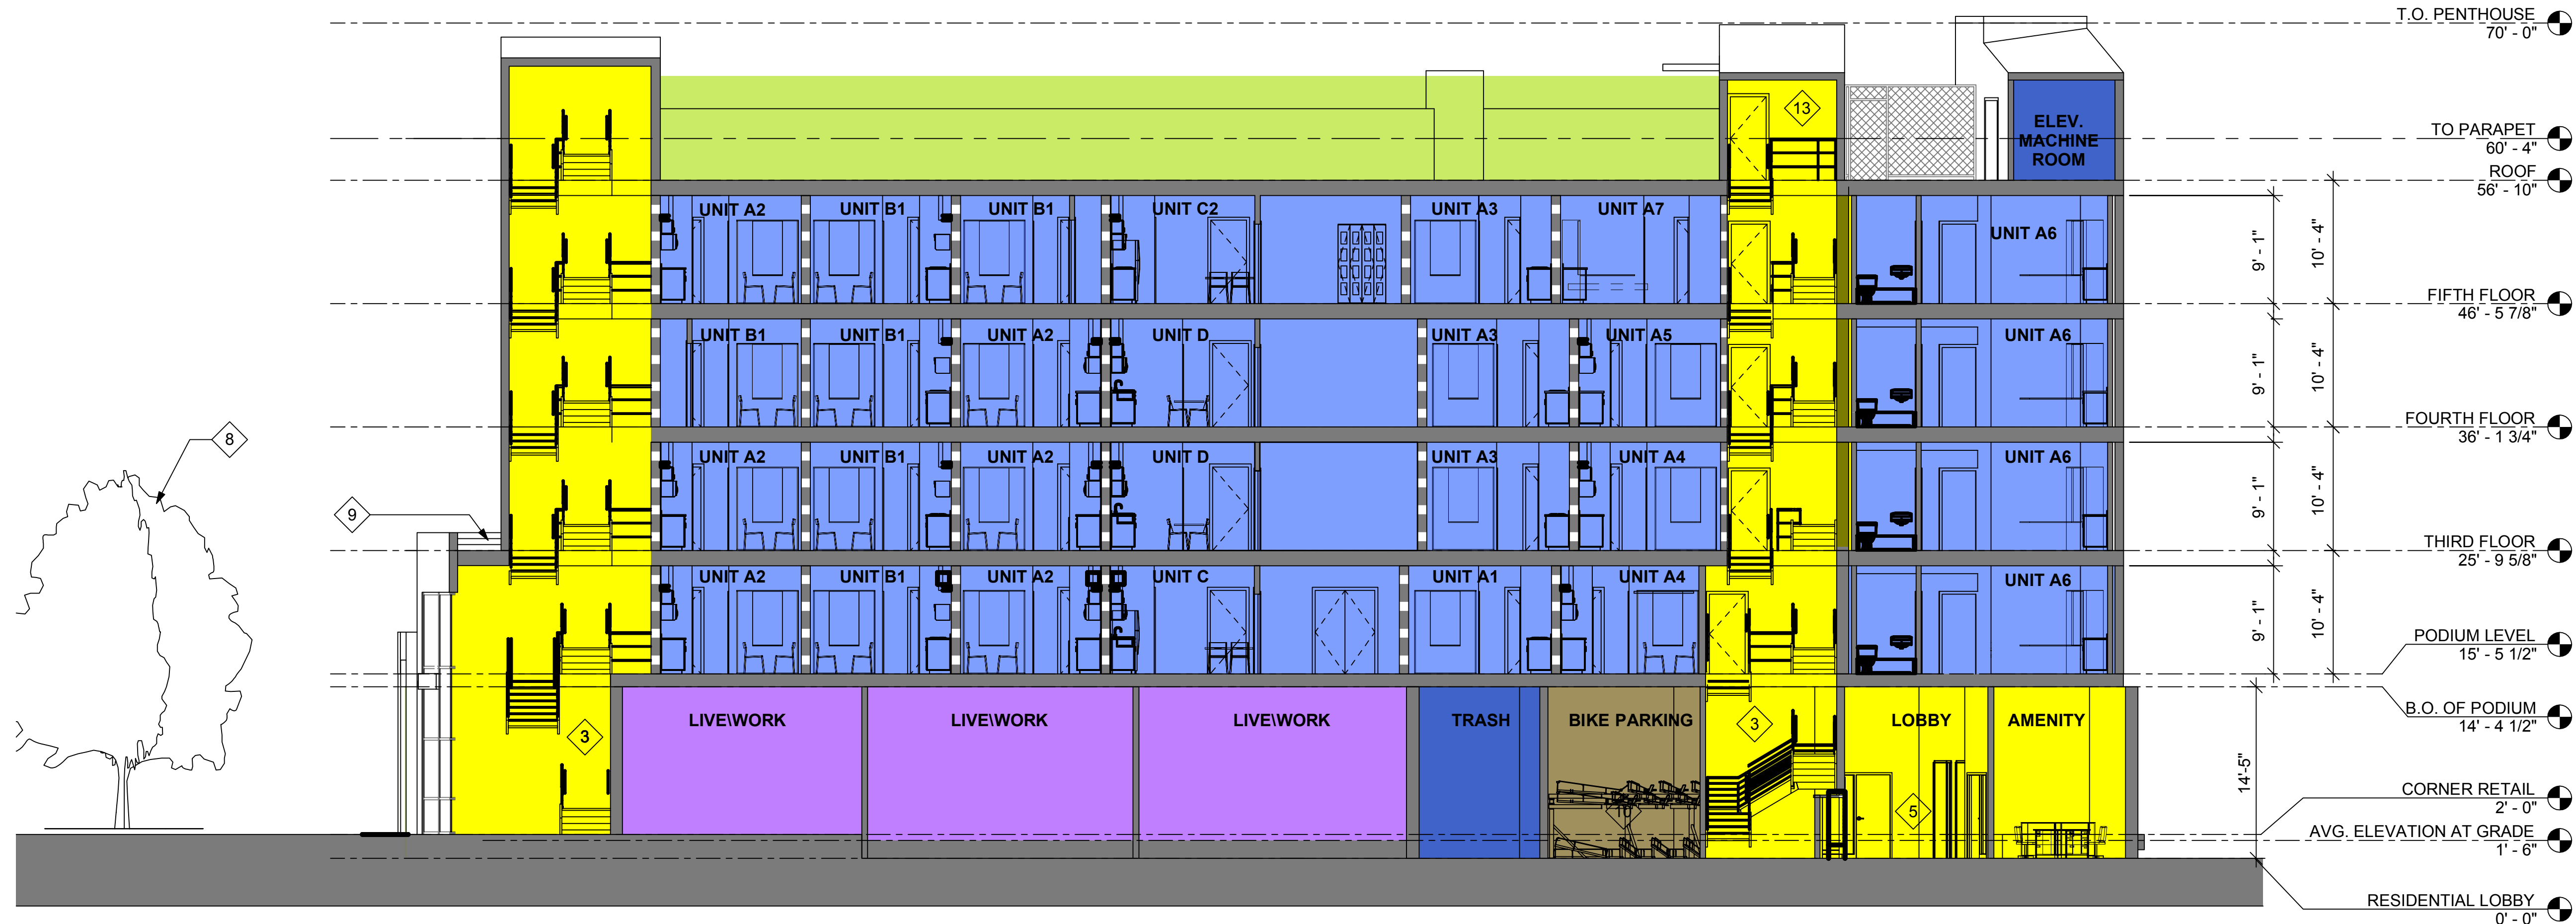 T.O. PENTHOUSE
70' - 0"
13
ELEV.
MACHINE
ROOM
TO PARAPET
60' - 4"
ROOF
56' - 10"
UNIT A2
UNIT B1
UNIT B1
UNIT C2
UNIT A3
UNIT A7
UNIT A6
9' - 1"
10' - 4"
FIFTH FLOOR
46' - 5 7/8"
UNIT B1
UNIT B1
UNIT A2
UNIT D
UNIT A3
UNIT A5
UNIT A6
9' - 1"
10' - 4"
FOURTH FLOOR
36' - 1 3/4"
8
UNIT A2
UNIT B1
UNIT A2
UNIT D
UNIT A3
UNIT A4
UNIT A6
9' - 1"
10' - 4"
9
THIRD FLOOR
25' - 9 5/8"
UNIT A2
UNIT B1
UNIT A2
UNIT C
UNIT A1
UNIT A4
UNIT A6
9' - 1"
10' - 4"
PODIUM LEVEL
15' - 5 1/2"
B.O. OF PODIUM
14' - 4 1/2"
3
LIVE\WORK
LIVE\WORK
LIVE\WORK
TRASH
BIKE PARKING
3
LOBBY
AMENITY
14'-5"
5
CORNER RETAIL
2' - 0"
AVG. ELEVATION AT GRADE
1' - 6"
RESIDENTIAL LOBBY
0' - 0"